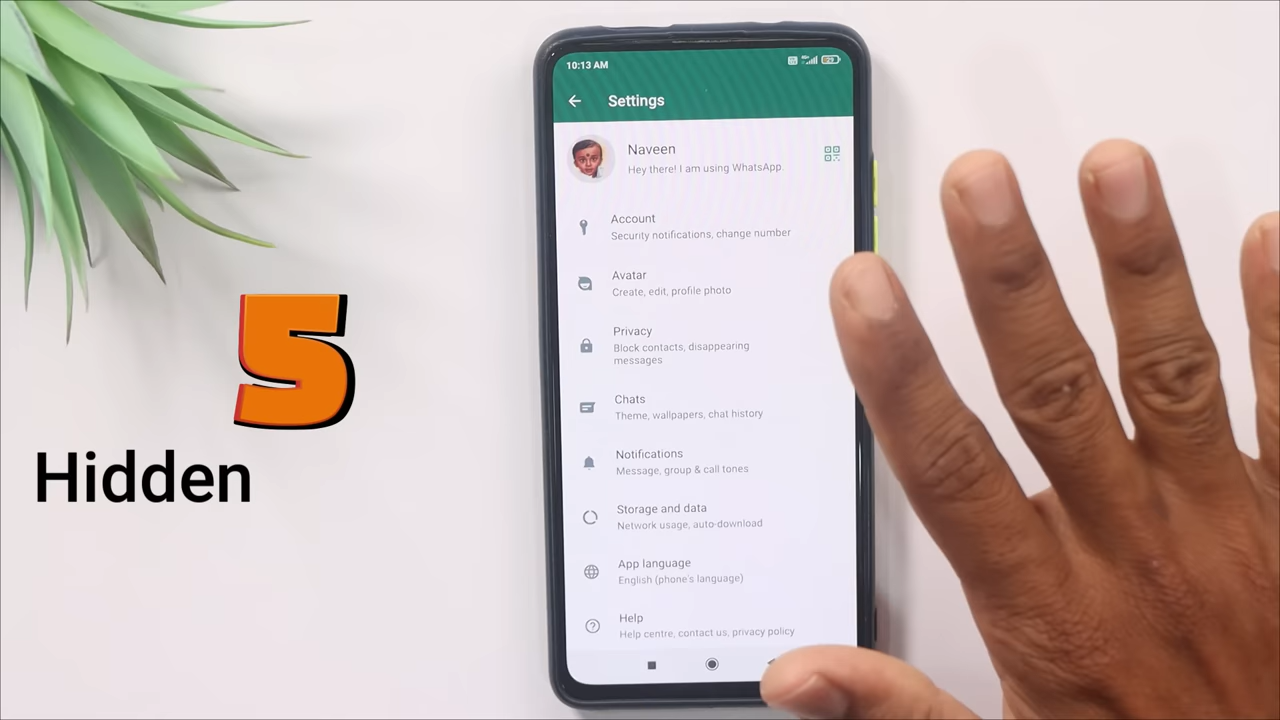 10:13 AM
29
Settings
Naveen
Hey there! I am using WhatsApp.
Account
Security notifications, change number
Avatar
Create, edit, profile photo
Privacy
Block contacts, disappearing
messages
Chats
Theme, wallpapers, chat history
Notifications
Message, group & call tones
Storage and data
Network usage, auto-download
App language
English (phone's language)
Help
Help centre, contact us, privacy policy
5
Hidden